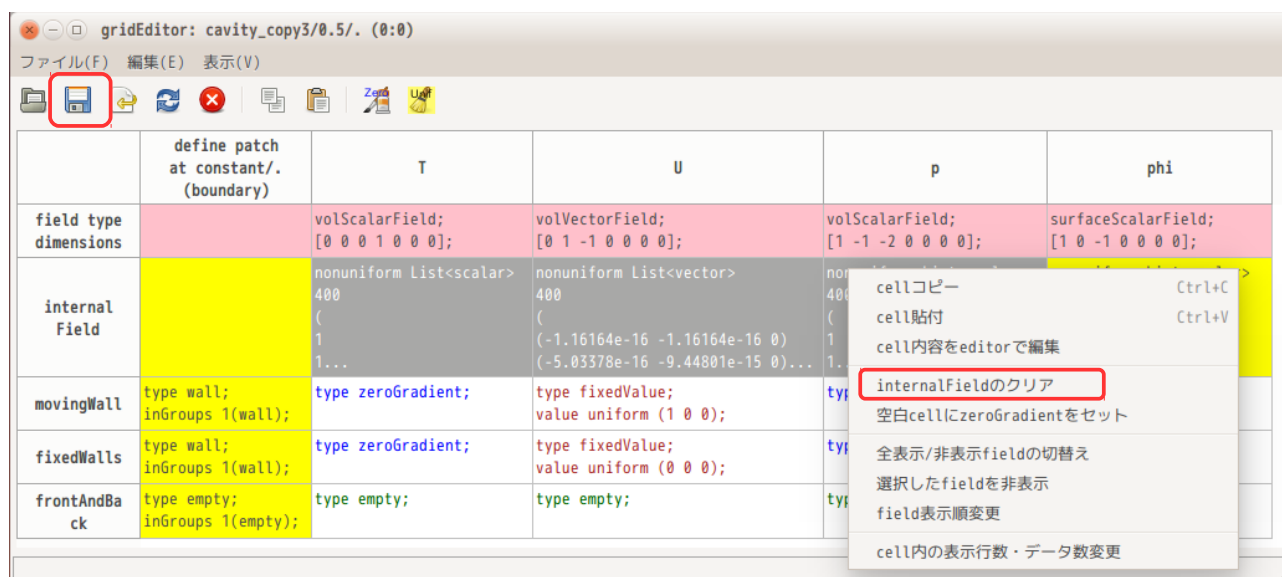 gridEditor: cavity_copy3/0.5/. (0:0)
ファイル(F) 編集(E) 表示(V)
Zero
define patch
at constant/.
(boundary)
T
U
p
phi
field type
dimensions
volScalarField;
[0 0 0 1 0 0 0];
volVectorField;
[0 1 -1 0 0 0 0];
volScalarField;
[1 -1 -2 0 0 0 0];
surfaceScalarField;
[1 0 -1 0 0 0 0];
internal
Field
nonuniform List<scalar>
400
(
1
1...
nonuniform List<vector>
400
(
(-1.16164e-16 -1.16164e-16 0)
(-5.03378e-16 -9.44801e-15 0)...
movingWall
type wall;
inGroups 1(wall);
type zeroGradient;
type fixedValue;
value uniform (1 0 0);
fixedWalls
type wall;
inGroups 1(wall);
type zeroGradient;
type fixedValue;
value uniform (0 0 0);
frontAndBa
ck
type empty;
inGroups 1(empty);
type empty;
type empty;
cellコピー Ctrl+C
cell貼付 Ctrl+V
cell内容をeditorで編集
internalFieldのクリア
空白cellにzeroGradientをセット
全表示/非表示fieldの切替え
選択したfieldを非表示
field表示順変更
cell内の表示行数・データ数変更